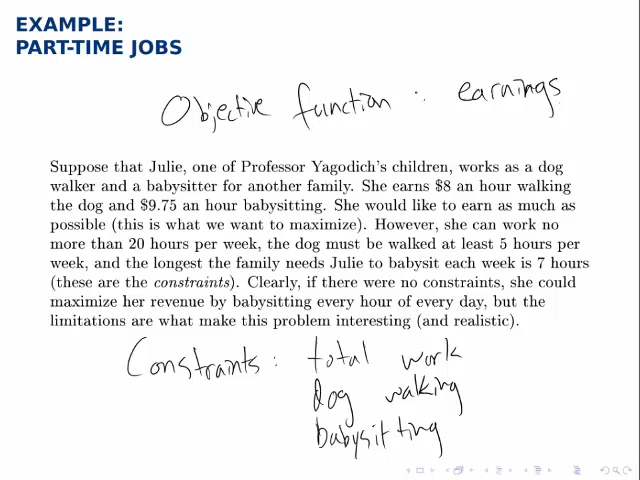 EXAMPLE:
PART-TIME JOBS
Objective function : earnings
Suppose that Julie, one of Professor Yagodich's children, works as a dog
walker and a babysitter for another family. She earns $8 an hour walking
the dog and $9.75 an hour babysitting. She would like to earn as much as
possible (this is what we want to maximize). However, she can work no
more than 20 hours per week, the dog must be walked at least 5 hours per
week, and the longest the family needs Julie to babysit each week is 7 hours
(these are the constraints). Clearly, if there were no constraints, she could
maximize her revenue by babysitting every hour of every day, but the
limitations are what make this problem interesting (and realistic).
Constraints : total work
dog walking
babysitting